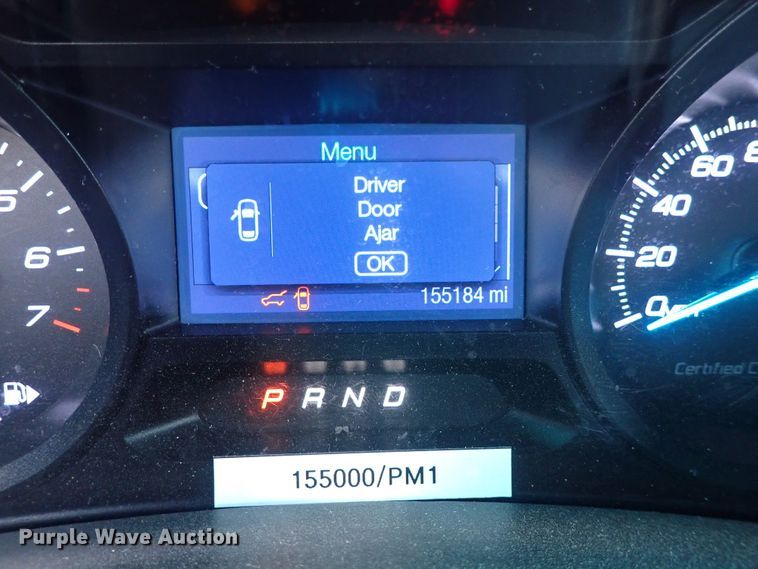 Menu
Driver
Door
Ajar
OK
155184 mi
5
6
7
60
40
20
0
Certified C
P R N D
155000/PM1
Purple Wave Auction